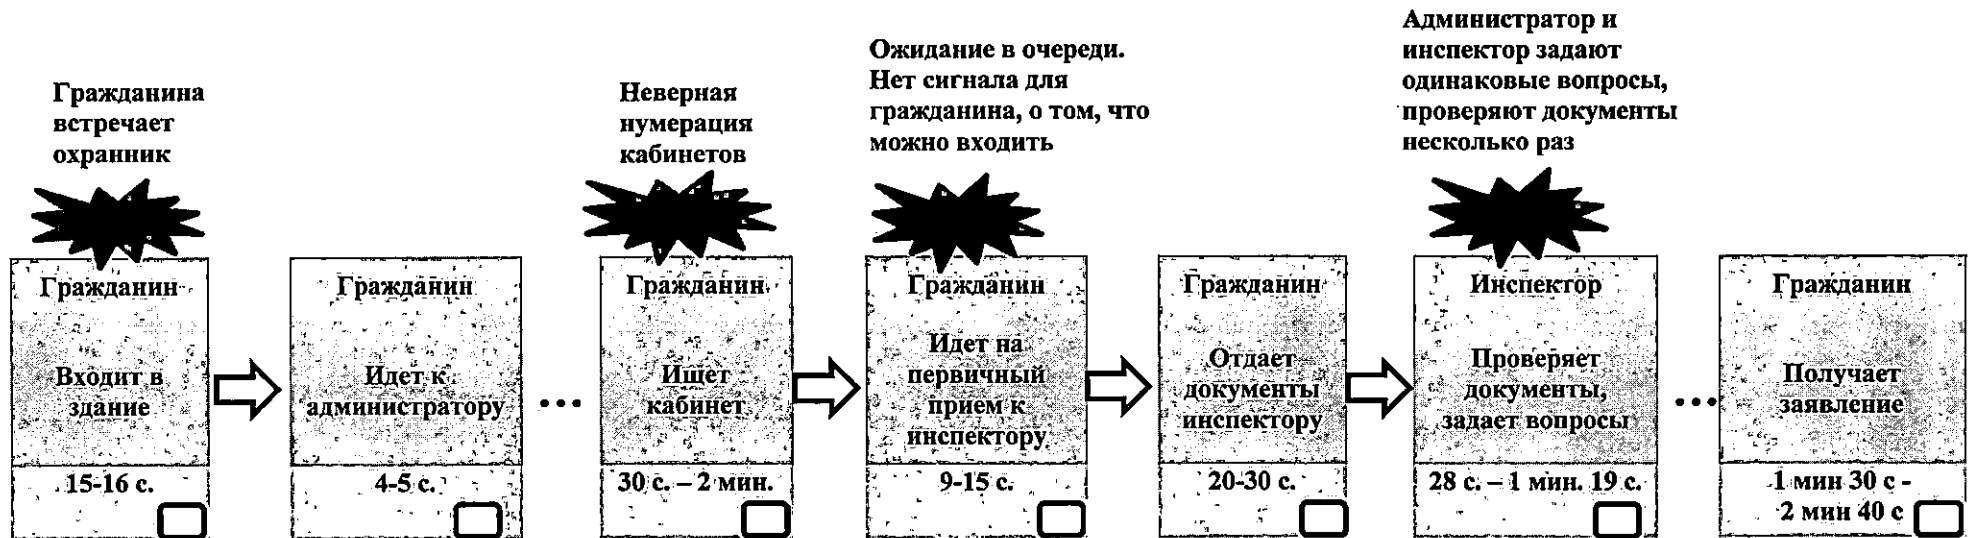 Гражданина
встречает
охранник
Неверная
нумерация
кабинетов
Ожидание в очереди.
Нет сигнала для
гражданина, о том, что
можно входить
Администратор и
инспектор задают
одинаковые вопросы,
проверяют документы
несколько раз
Гражданин
Входит в
здание
15-16 с.
Гражданин
Идет к
администратору
4-5 с.
...
Гражданин
Ищет
кабинет
30 с. – 2 мин.
Гражданин
Идет на
первичный
прием к
инспектору
9-15 с.
Гражданин
Отдает
документы
инспектору
20-30 с.
Инспектор
Проверяет
документы,
задает вопросы
28 с. – 1 мин. 19 с.
...
Гражданин
Получает
заявление
1 мин 30 с -
2 мин 40 с